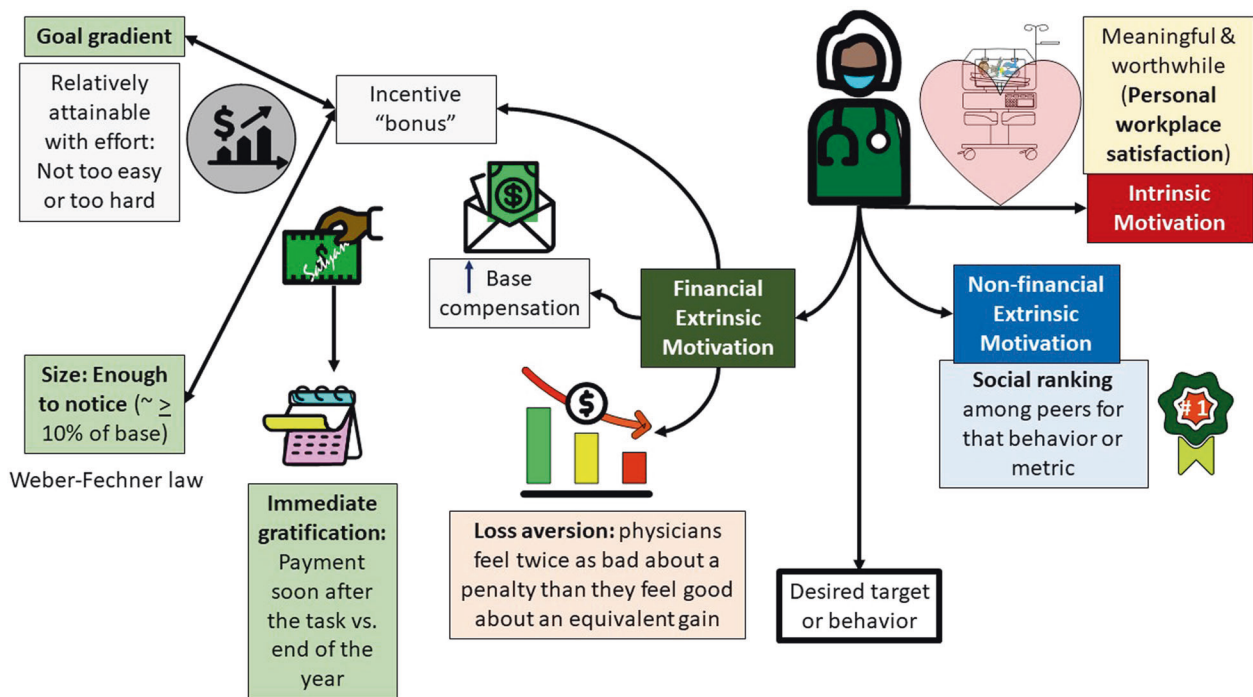 Goal gradient
Relatively
attainable
with effort:
Not too easy
or too hard
$
Incentive
"bonus"
$
Base
compensation
$
Satyan
Size: Enough
to notice (~ ≥
10% of base)
Weber-Fechner law
Immediate
gratification:
Payment
soon after
the task vs.
end of the
year
Financial
Extrinsic
Motivation
$
Loss aversion: physicians
feel twice as bad about a
penalty than they feel good
about an equivalent gain
Meaningful &
worthwhile
(Personal
workplace
satisfaction)
Intrinsic
Motivation
Non-financial
Extrinsic
Motivation
Social ranking
among peers for
that behavior or
metric
# 1
Desired target
or behavior